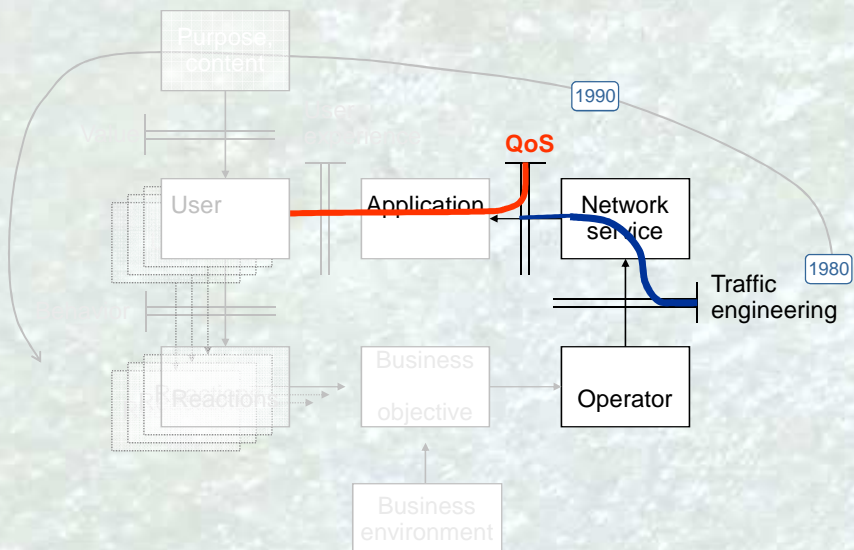 Purpose,
content
1990
QoS
User
Application
Network
service
1980
Traffic
engineering
Reactions
Business
objective
Operator
Business
environment